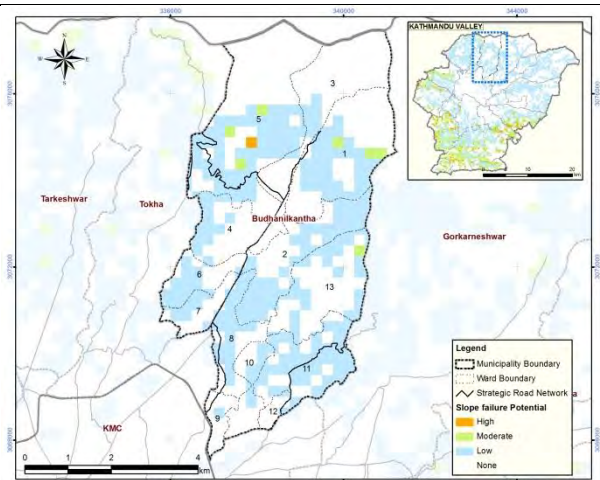 336000
340000
344000
KATHMANDU VALLEY
N
W
E
S
3
5
1
Tarkeshwar
Tokha
Budhanilkantha
Gorkarneshwar
4
2
6
13
7
8
10
11
9
12
KMC
3072000
0 5 10 20
km
Legend
Municipality Boundary
Ward Boundary
Strategic Road Network
Slope failure Potential
High
Moderate
Low
None
a
0 1 2 4
km